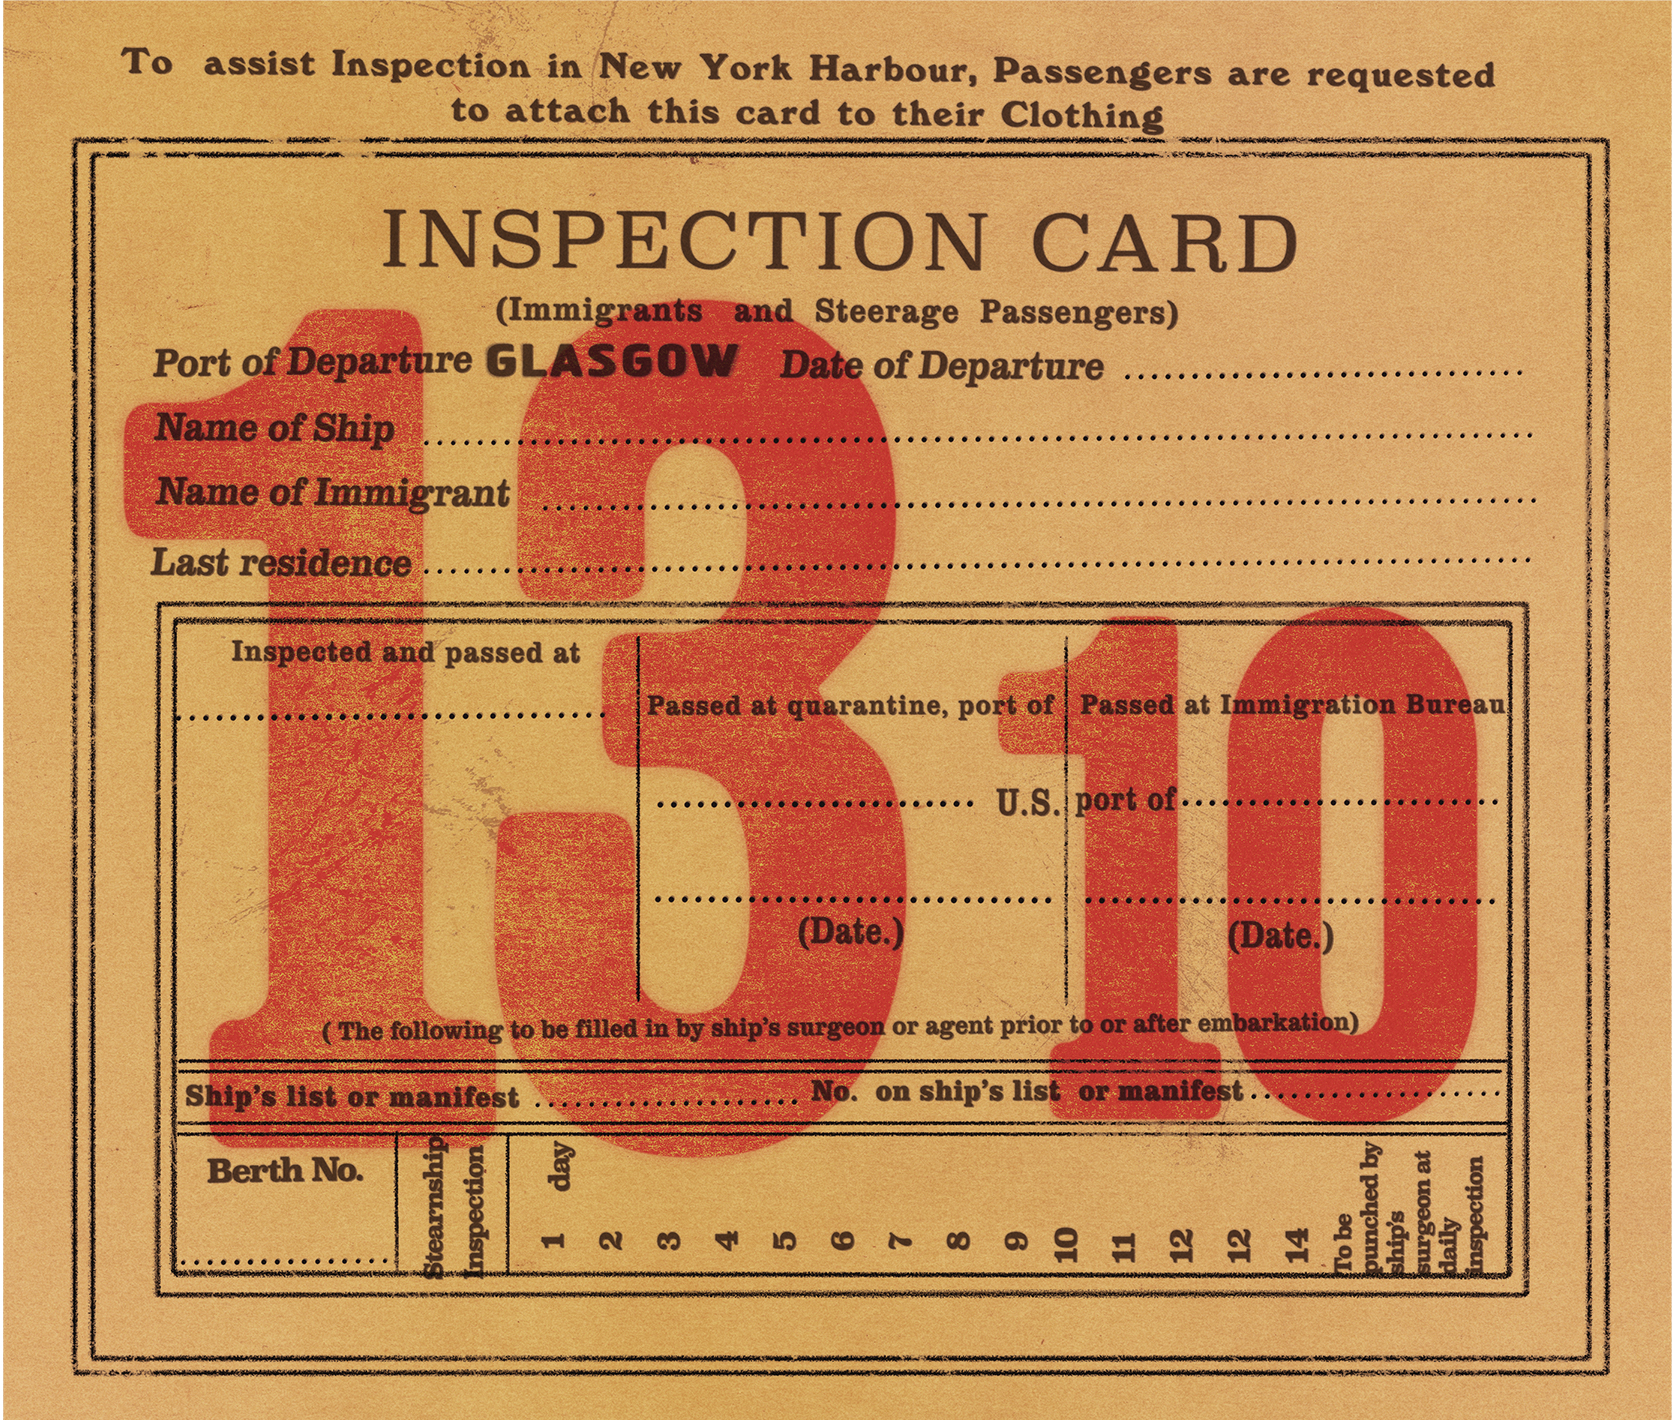 To assist Inspection in New York Harbour, Passengers are requested
to attach this card to their Clothing
INSPECTION CARD
(Immigrants and Steerage Passengers)
Port of Departure GLASGOW Date of Departure
Name of Ship
Name of Immigrant
Last residence
13
10
Inspected and passed at
Passed at quarantine, port of
U.S.
(Date.)
Passed at Immigration Bureau
port of
(Date.)
( The following to be filled in by ship's surgeon or agent prior to or after embarkation)
Ship's list or manifest
No. on ship's list or manifest
Berth No.
Stearnship
Inspection
1 day 2 3 4 5 6 7 8 9 10 11 12 12 14
To be
punched by
ship's
surgeon at
daily
inspection